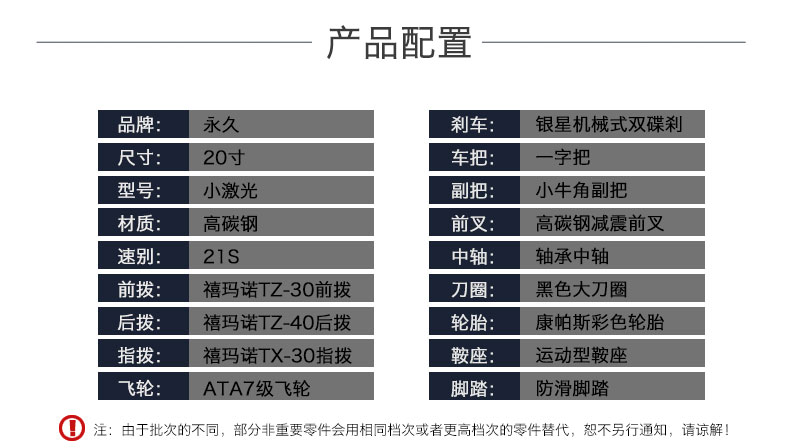 产品配置
品牌： 永久
尺寸： 20寸
型号： 小激光
材质： 高碳钢
速别： 21S
前拨： 禧玛诺TZ-30前拨
后拨： 禧玛诺TZ-40后拨
指拨： 禧玛诺TX-30指拨
飞轮： ATA7级飞轮
刹车： 银星机械式双碟刹
车把： 一字把
副把： 小牛角副把
前叉： 高碳钢减震前叉
中轴： 轴承中轴
刀圈： 黑色大刀圈
轮胎： 康帕斯彩色轮胎
鞍座： 运动型鞍座
脚踏： 防滑脚踏
注：由于批次的不同，部分非重要零件会用相同档次或者更高档次的零件替代，恕不另行通知，请谅解！